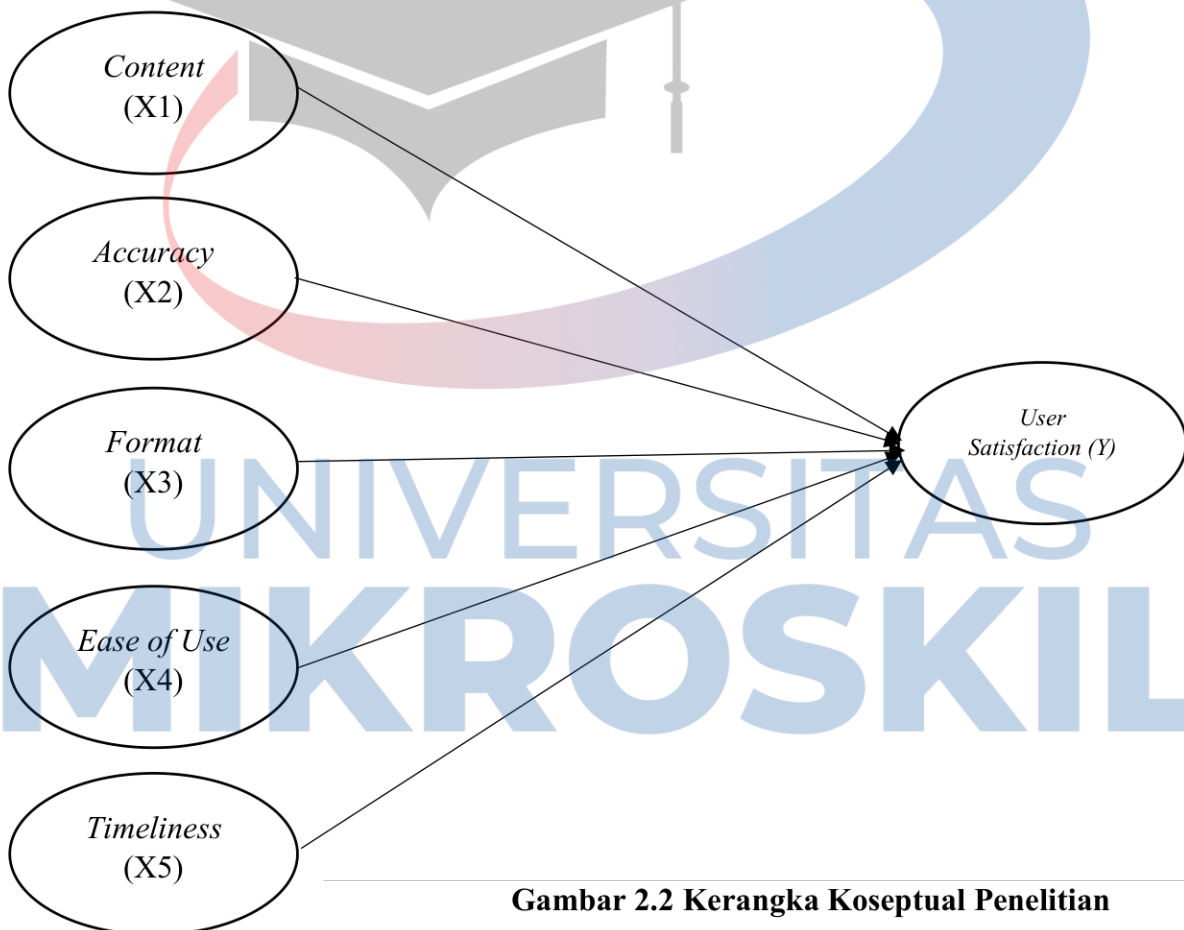 Content
(X1)
Accuracy
(X2)
Format
(X3)
Ease of Use
(X4)
Timeliness
(X5)
User
Satisfaction (Y)
UNIVERSITAS
MIKROSKIL
Gambar 2.2 Kerangka Koseptual Penelitian